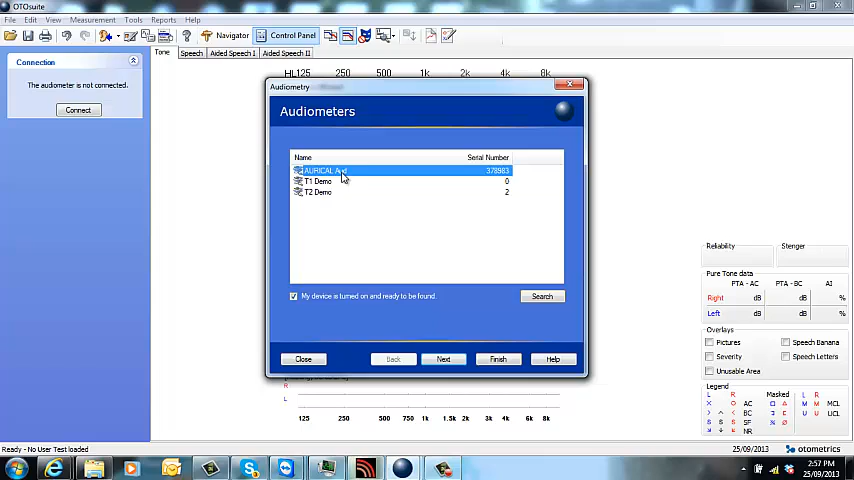 OTOsuite
File Edit View Measurement Tools Reports Help
Navigator Control Panel
Tone Speech Aided Speech I Aided Speech II
Connection
The audiometer is not connected.
Connect
HL125 250 500 1k 2k 4k 8k
Audiometry
Audiometers
Name Serial Number
AURICAL Aud 378983
T1 Demo 0
T2 Demo 2
My device is turned on and ready to be found.
Search
Close Back Next Finish Help
R
L
125 250 500 750 1k 1.5k 2k 3k 4k 6k 8k
Reliability Stenger
Pure Tone data
PTA - AC PTA - BC AI
Right dB dB %
Left dB dB %
Overlays
Pictures Speech Banana
Severity Speech Letters
Unusable Area
Legend
L R Masked L R
AC MCL
BC U U UCL
S S SF
NR
Ready - No User Test loaded 25/09/2013 otometrics
2:57 PM
25/09/2013